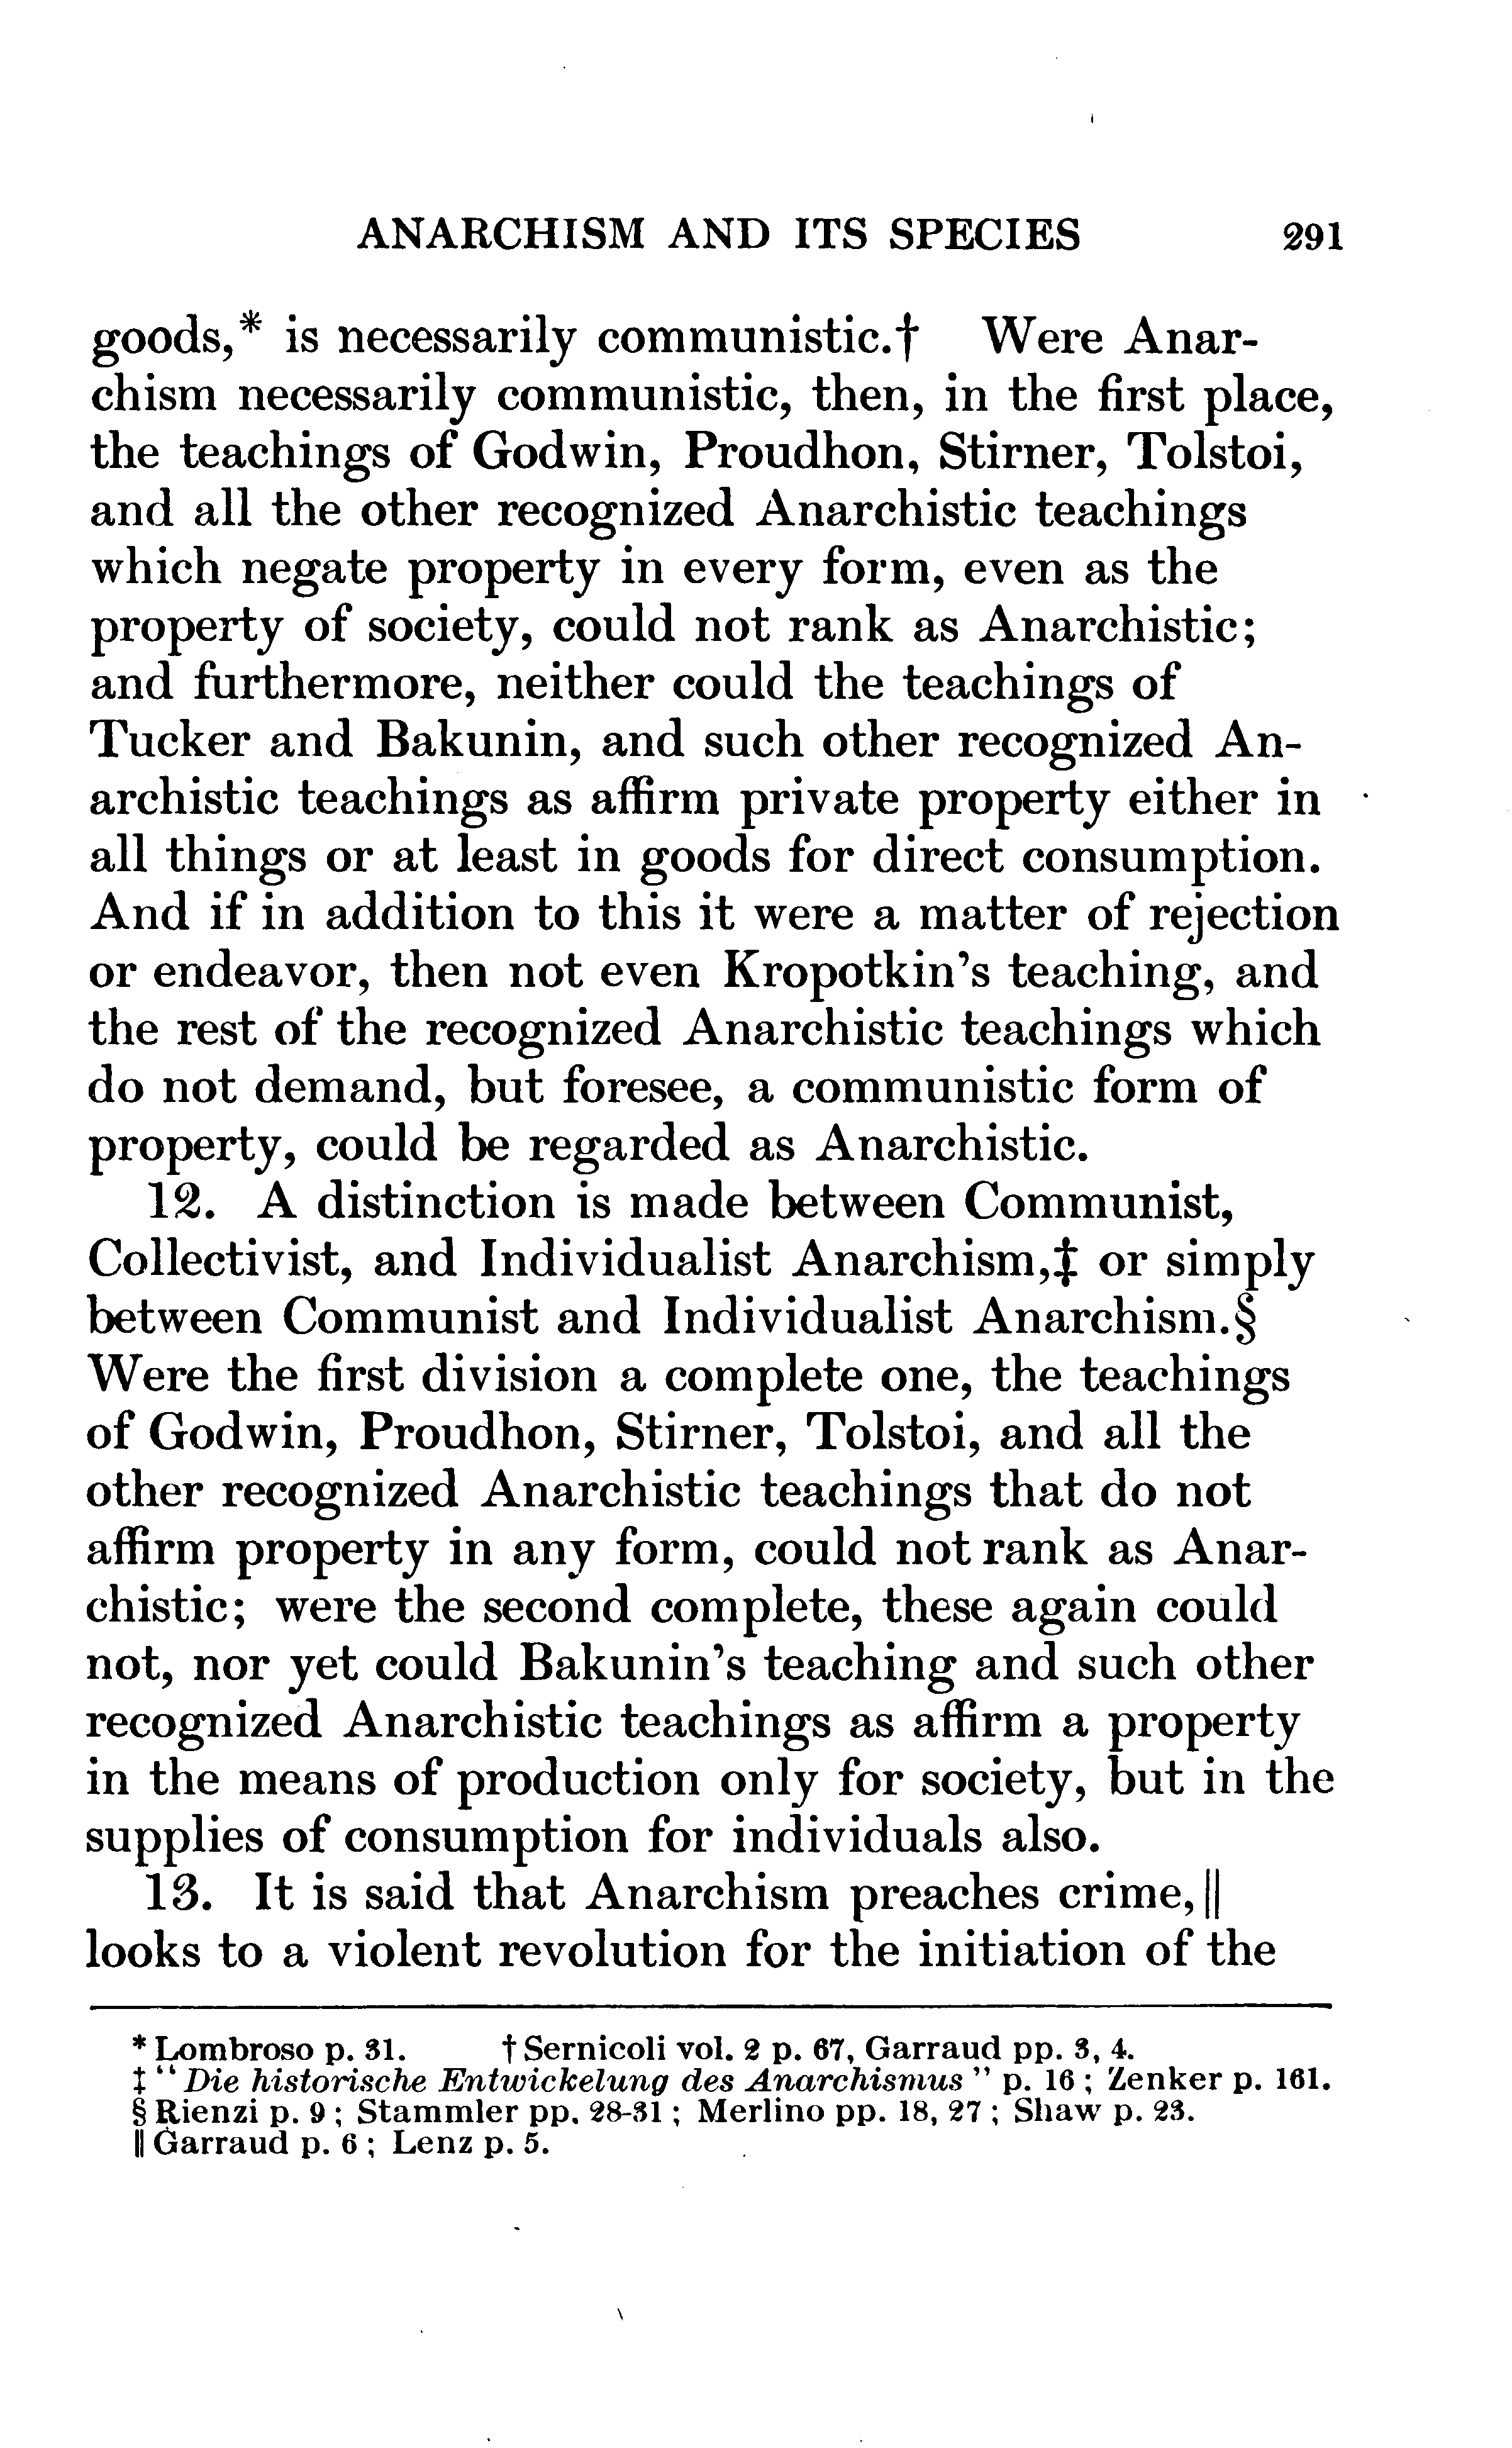 ANARCHISM AND ITS SPECIES 291
goods,* is necessarily communistic.† Were Anar-
chism necessarily communistic, then, in the first place,
the teachings of Godwin, Proudhon, Stirner, Tolstoi,
and all the other recognized Anarchistic teachings
which negate property in every form, even as the
property of society, could not rank as Anarchistic;
and furthermore, neither could the teachings of
Tucker and Bakunin, and such other recognized An-
archistic teachings as affirm private property either in
all things or at least in goods for direct consumption.
And if in addition to this it were a matter of rejection
or endeavor, then not even Kropotkin's teaching, and
the rest of the recognized Anarchistic teachings which
do not demand, but foresee, a communistic form of
property, could be regarded as Anarchistic.
12. A distinction is made between Communist,
Collectivist, and Individualist Anarchism,‡ or simply
between Communist and Individualist Anarchism.§
Were the first division a complete one, the teachings
of Godwin, Proudhon, Stirner, Tolstoi, and all the
other recognized Anarchistic teachings that do not
affirm property in any form, could not rank as Anar-
chistic; were the second complete, these again could
not, nor yet could Bakunin's teaching and such other
recognized Anarchistic teachings as affirm a property
in the means of production only for society, but in the
supplies of consumption for individuals also.
13. It is said that Anarchism preaches crime,‖
looks to a violent revolution for the initiation of the
* Lombroso p. 31. † Sernicoli vol. 2 p. 67, Garraud pp. 3, 4.
‡ “Die historische Entwickelung des Anarchismus” p. 16; Zenker p. 161.
§ Rienzi p. 9; Stammler pp. 28-31; Merlino pp. 18, 27; Shaw p. 23.
‖ Garraud p. 6; Lenz p. 5.